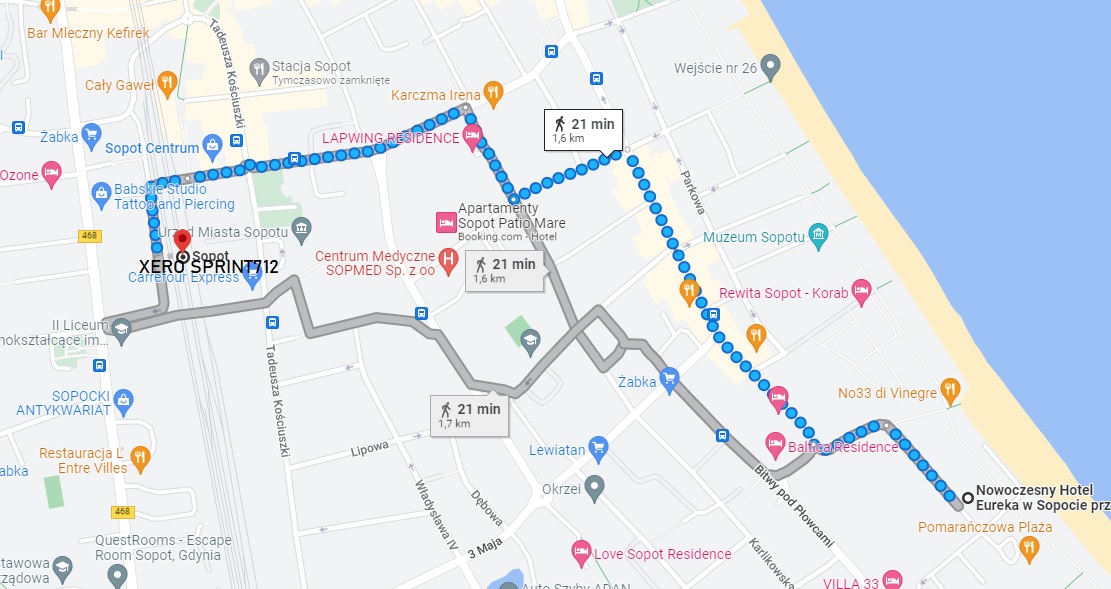 Bar Mleczny Kefirek
Tadeusza Kościuszki
Stacja Sopot
Tymczasowo zamknięte
Wejście nr 26
Cały Gaweł
Karczma Irena
21 min
1,6 km
Żabka
Sopot Centrum
LAPWING RESIDENCE
Ozone
Babskie Studio
Tattoo and Piercing
Parkowa
468
Urząd Miasta Sopotu
Apartamenty
Sopot Patio Mare
Booking.com · Hotel
Muzeum Sopotu
Sopot
XERO SPRINT712
Carrefour Express
Centrum Medyczne
SOPMED Sp. z oo
21 min
1,6 km
Rewita Sopot - Korab
II Liceum
nokształcące im...
Tadeusza Kościuszki
Żabka
No33 di Vinegre
SOPOCKI
ANTYKWARIAT
21 min
1,7 km
Restauracja L'
Entre Villes
abka
Lipowa
Lewiatan
Baltica Residence
Okrzei
Bitwy pod Płowcami
Nowoczesny Hotel
Eureka w Sopocie prz
Pomarańczowa Plaża
468
Władysława IV
Dębowa
3 Maja
QuestRooms - Escape
Room Sopot, Gdynia
Love Sopot Residence
Karlikowska
stawowa
ządowa
Auto Szyby ADAN
VILLA 33